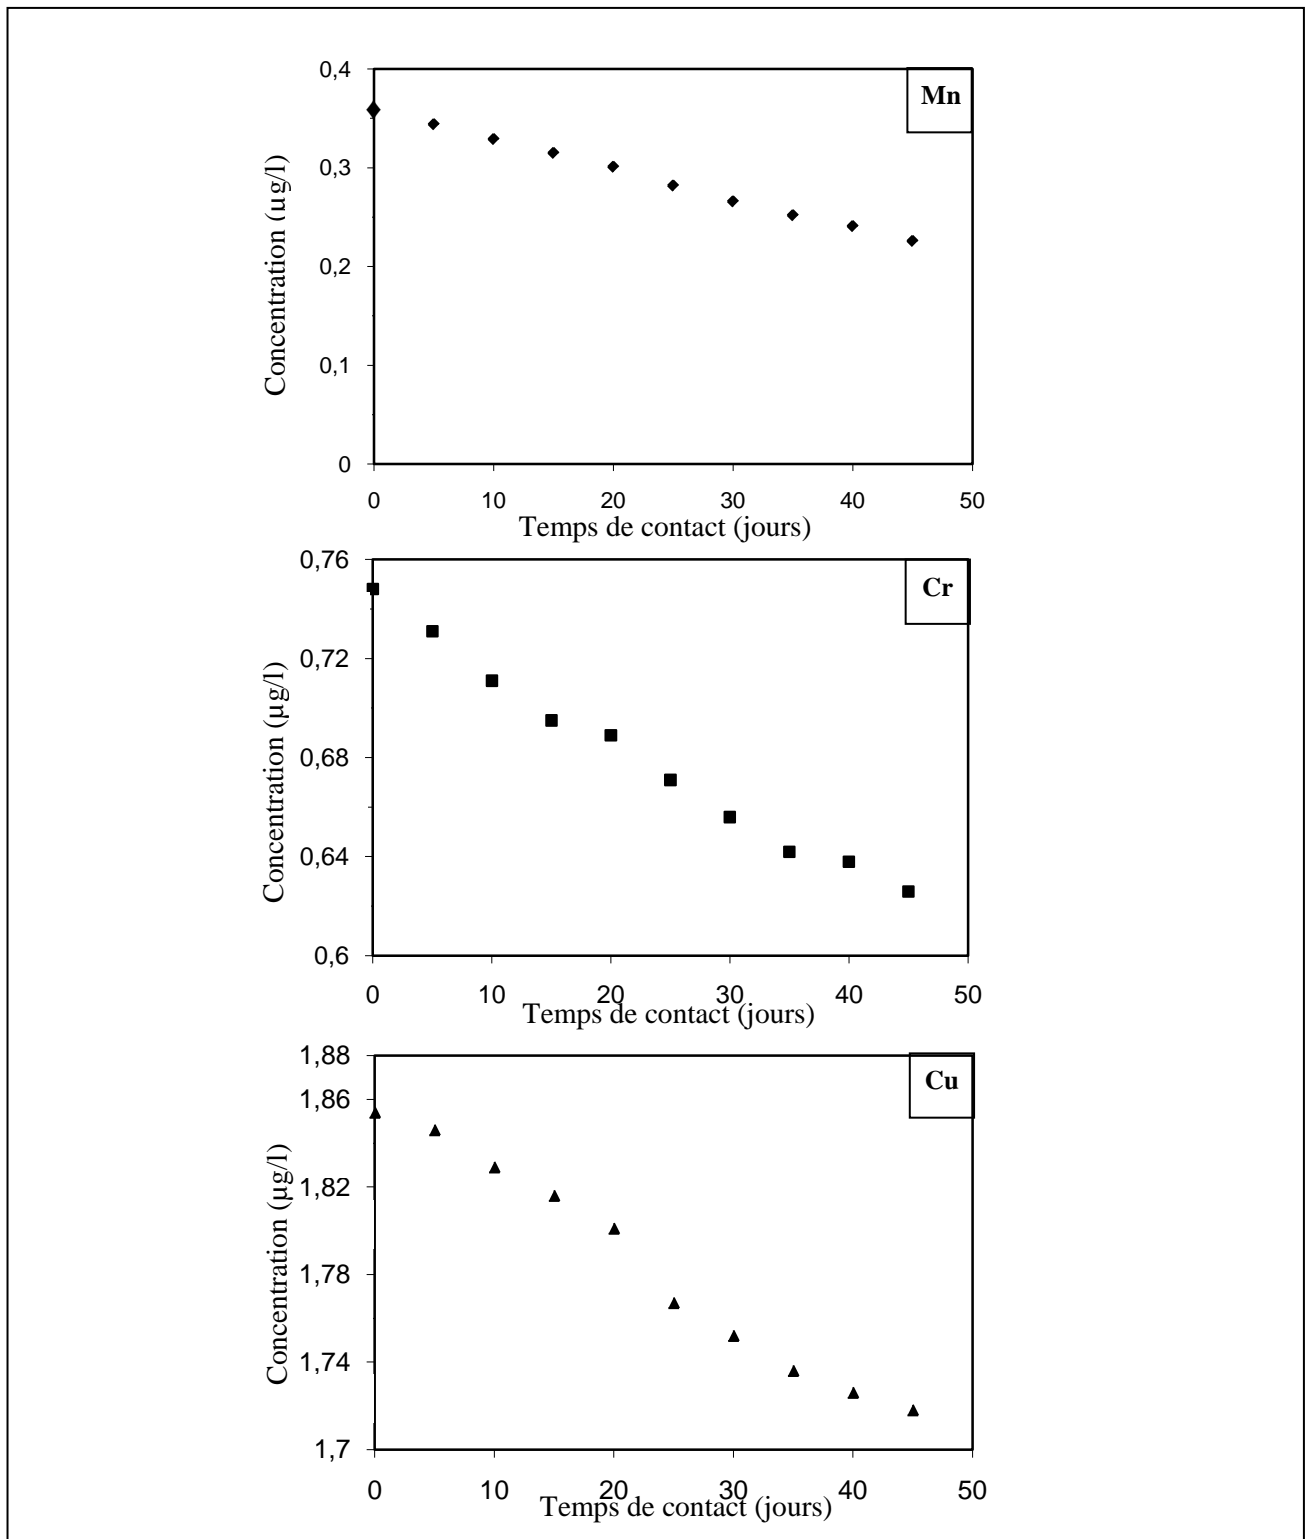 Mn
Concentration (µg/l)
0,4
0,3
0,2
0,1
0
0 10 20 30 40 50
Temps de contact (jours)
Cr
Concentration (µg/l)
0,76
0,72
0,68
0,64
0,6
0 10 20 30 40 50
Temps de contact (jours)
Cu
Concentration (µg/l)
1,88
1,86
1,82
1,78
1,74
1,7
0 10 20 30 40 50
Temps de contact (jours)